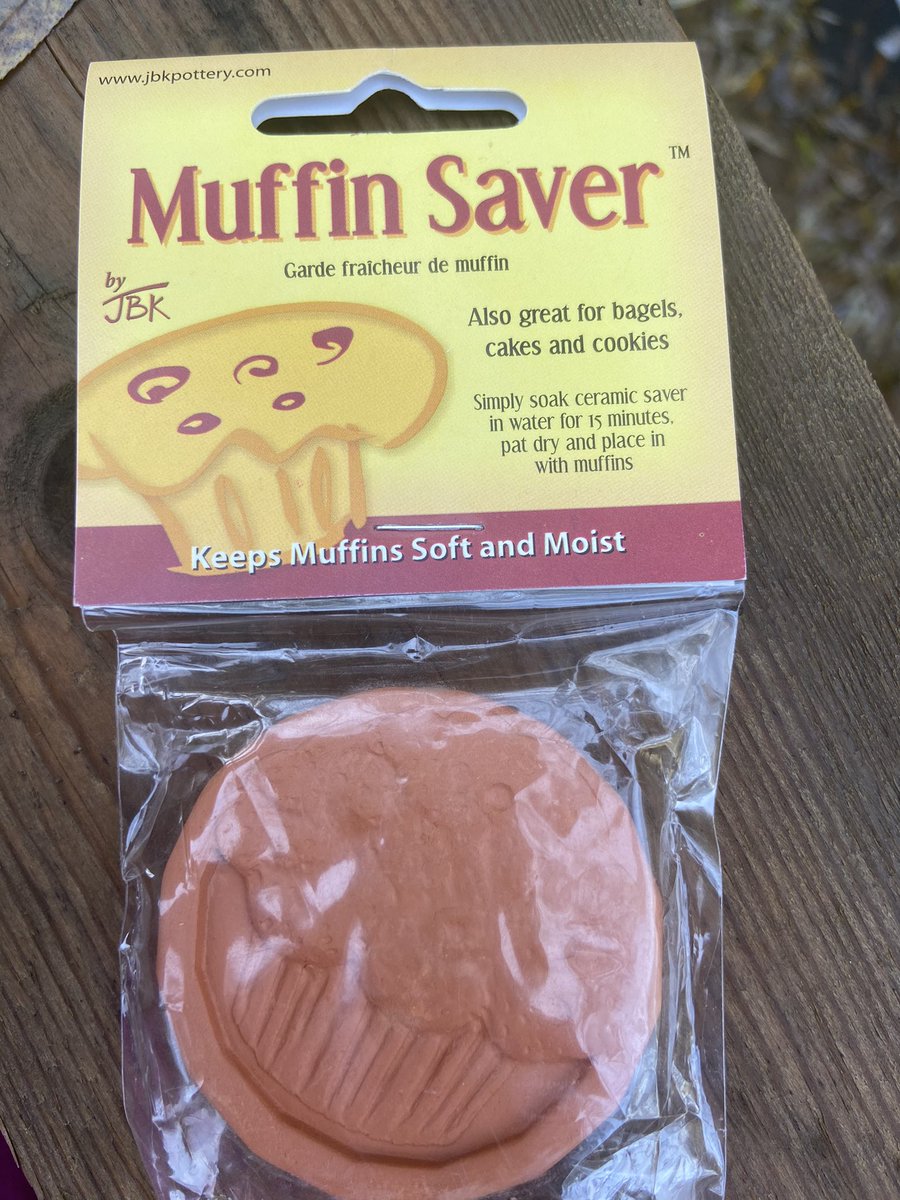 www.jbkpottery.com
Muffin Saver™
Garde fraîcheur de muffin
by
JBK
Also great for bagels,
cakes and cookies
Simply soak ceramic saver
in water for 15 minutes,
pat dry and place in
with muffins
Keeps Muffins Soft and Moist